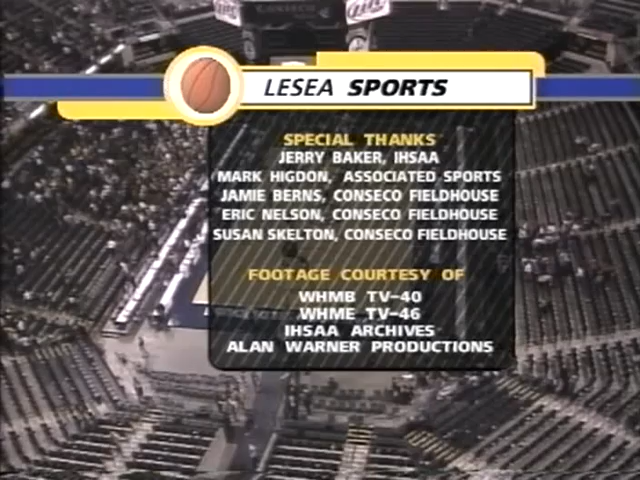 LESEA SPORTS
SPECIAL THANKS
JERRY BAKER, IHSAA
MARK HIGDON, ASSOCIATED SPORTS
JAMIE BERNS, CONSECO FIELDHOUSE
ERIC NELSON, CONSECO FIELDHOUSE
SUSAN SKELTON, CONSECO FIELDHOUSE
FOOTAGE COURTESY OF
WHMB TV-40
WHME TV-46
IHSAA ARCHIVES
ALAN WARNER PRODUCTIONS